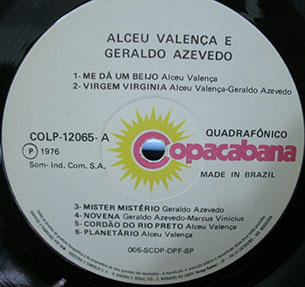 ALCEU VALENÇA E
GERALDO AZEVEDO
1- ME DÁ UM BEIJO Alceu Valença
2- VIRGEM VIRGINIA Alceu Valença-Geraldo Azevedo
COLP-12065-A
QUADRAFÔNICO
P 1976
Copacabana
Som- Ind. Com. S.A.
MADE IN BRAZIL
3- MISTER MISTÉRIO Geraldo Azevedo
4- NOVENA Geraldo Azevedo-Marcus Vinicius
5- CORDÃO DO RIO PRETO Alceu Valença
6- PLANETÁRIO Alceu Valença
005-SCDP-DPF-SP